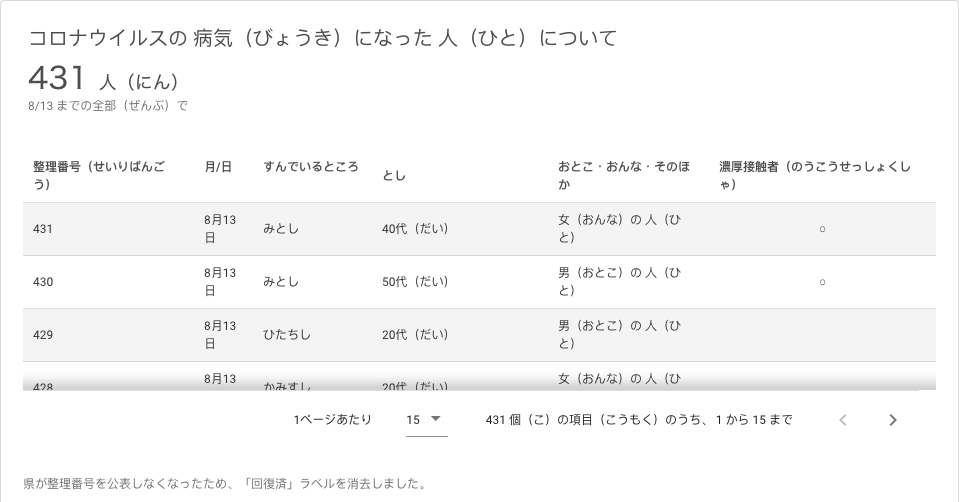 コロナウイルスの 病気（びょうき）になった 人（ひと）について
431 人（にん）
8/13 までの全部（ぜんぶ）で
整理番号（せいりばんご
う） 月/日 すんでいるところ とし おとこ・おんな・そのほ
か 濃厚接触者（のうこうせっしょくし
ゃ）
431 8月13
日 みとし 40代（だい） 女（おんな）の 人（ひ
と） ○
430 8月13
日 みとし 50代（だい） 男（おとこ）の 人（ひ
と） ○
429 8月13
日 ひたちし 20代（だい） 男（おとこ）の 人（ひ
と）
428 8月13 かみすし 20代（だい） 女（おんな）の 人（ひ
1ページあたり 15 431 個（こ）の項目（こうもく）のうち、1 から 15 まで
県が整理番号を公表しなくなったため、「回復済」ラベルを消去しました。